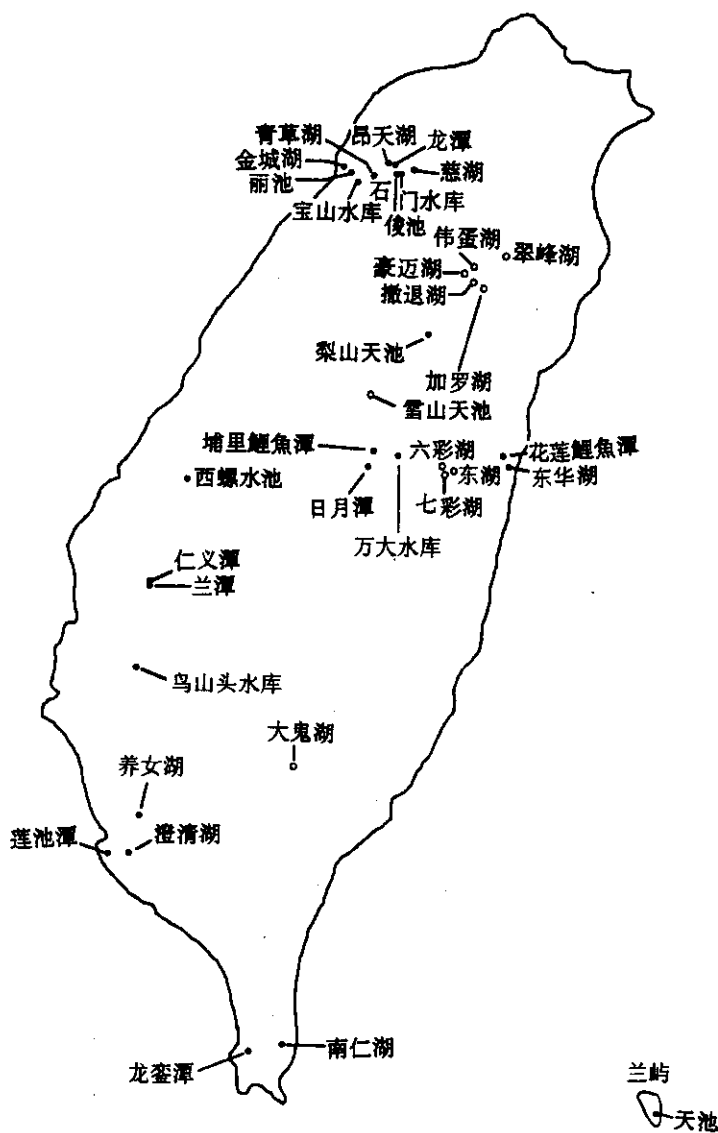 青草湖
昂天湖
龙潭
金城湖
丽池
慈湖
石门水库
宝山水库
俊池
伟蛋湖
翠峰湖
豪迈湖
撤退湖
梨山天池
加罗湖
雪山天池
埔里鲤鱼潭
六彩湖
花莲鲤鱼潭
西螺水池
东湖
东华湖
日月潭
七彩湖
万大水库
仁义潭
兰潭
鸟山头水库
大鬼湖
养女湖
莲池潭
澄清湖
南仁湖
龙銮潭
兰屿
天池